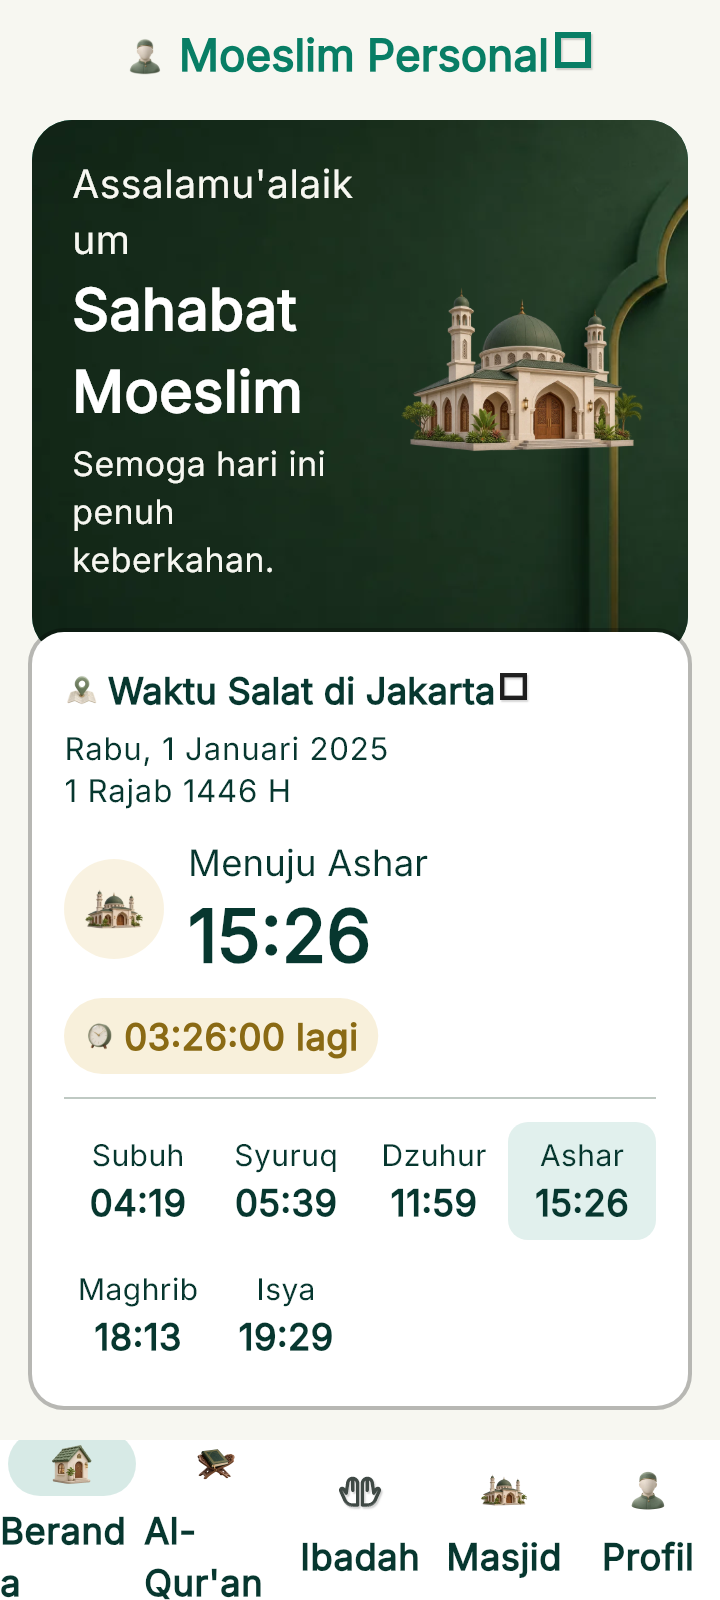 Moeslim Personal
Assalamu'alaik
um
Sahabat
Moeslim
Semoga hari ini
penuh
keberkahan.
Waktu Salat di Jakarta
Rabu, 1 Januari 2025
1 Rajab 1446 H
Menuju Ashar
15:26
03:26:00 lagi
Subuh Syuruq Dzuhur Ashar
04:19 05:39 11:59 15:26
Maghrib Isya
18:13 19:29
Berand
a
Al-
Qur'an
Ibadah
Masjid
Profil